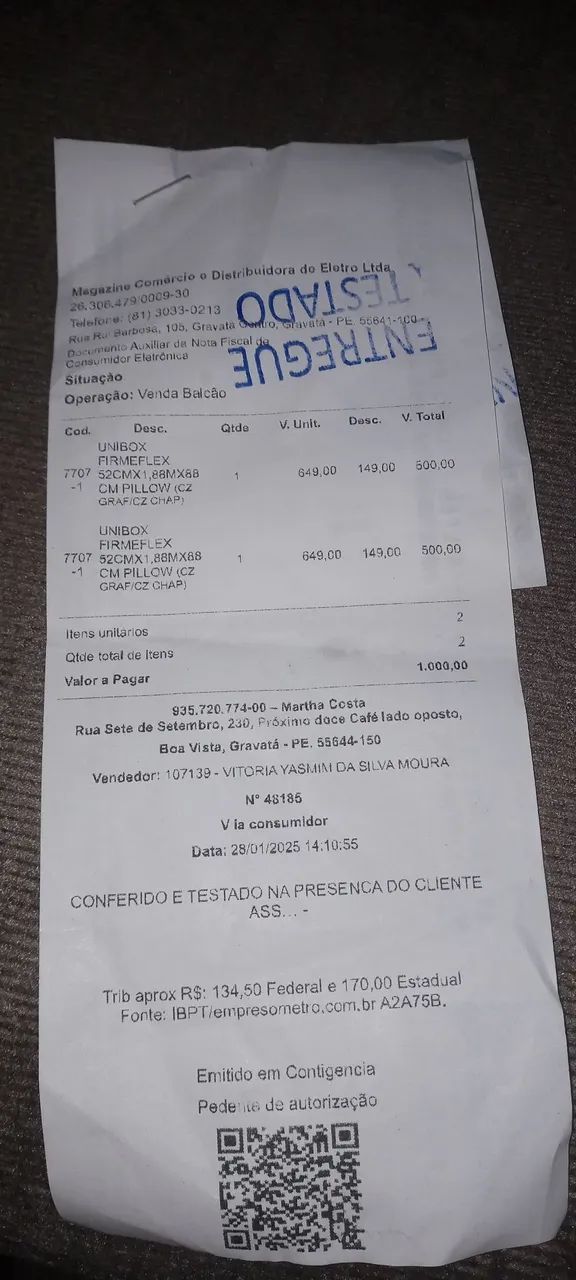 Magazine Comércio e Distribuidora de Eletro Ltda
26.306.479/0009-30
Telefone: (81) 3033-0213
Rua Rui Barbosa, 105, Gravata Centro, Gravatá - PE. 55641-100
Documento Auxiliar da Nota Fiscal de
Consumidor Eletrônica
TESTADO
ENTREGUE
Situação
Operação: Venda Balcão
Cod. Desc. Qtde V. Unit. Desc. V. Total
UNIBOX
FIRMEFLEX
7707 52CMX1,88MX88 1 649,00 149,00 500,00
-1 CM PILLOW (CZ
GRAF/CZ CHAP)
UNIBOX
FIRMEFLEX
7707 52CMX1,88MX88 1 649,00 149,00 500,00
-1 CM PILLOW (CZ
GRAF/CZ CHAP)
Itens unitários 2
Qtde total de Itens 2
Valor a Pagar 1.000,00
935.720.774-00 – Martha Costa
Rua Sete de Setembro, 230, Próximo doce Café lado oposto,
Boa Vista, Gravatá - PE. 55644-150
Vendedor: 107139 - VITORIA YASMIM DA SILVA MOURA
N° 48185
Via consumidor
Data: 28/01/2025 14:10:55
CONFERIDO E TESTADO NA PRESENCA DO CLIENTE
ASS... -
Trib aprox R$: 134,50 Federal e 170,00 Estadual
Fonte: IBPT/empresometro.com.br A2A75B.
Emitido em Contigencia
Pedente de autorização